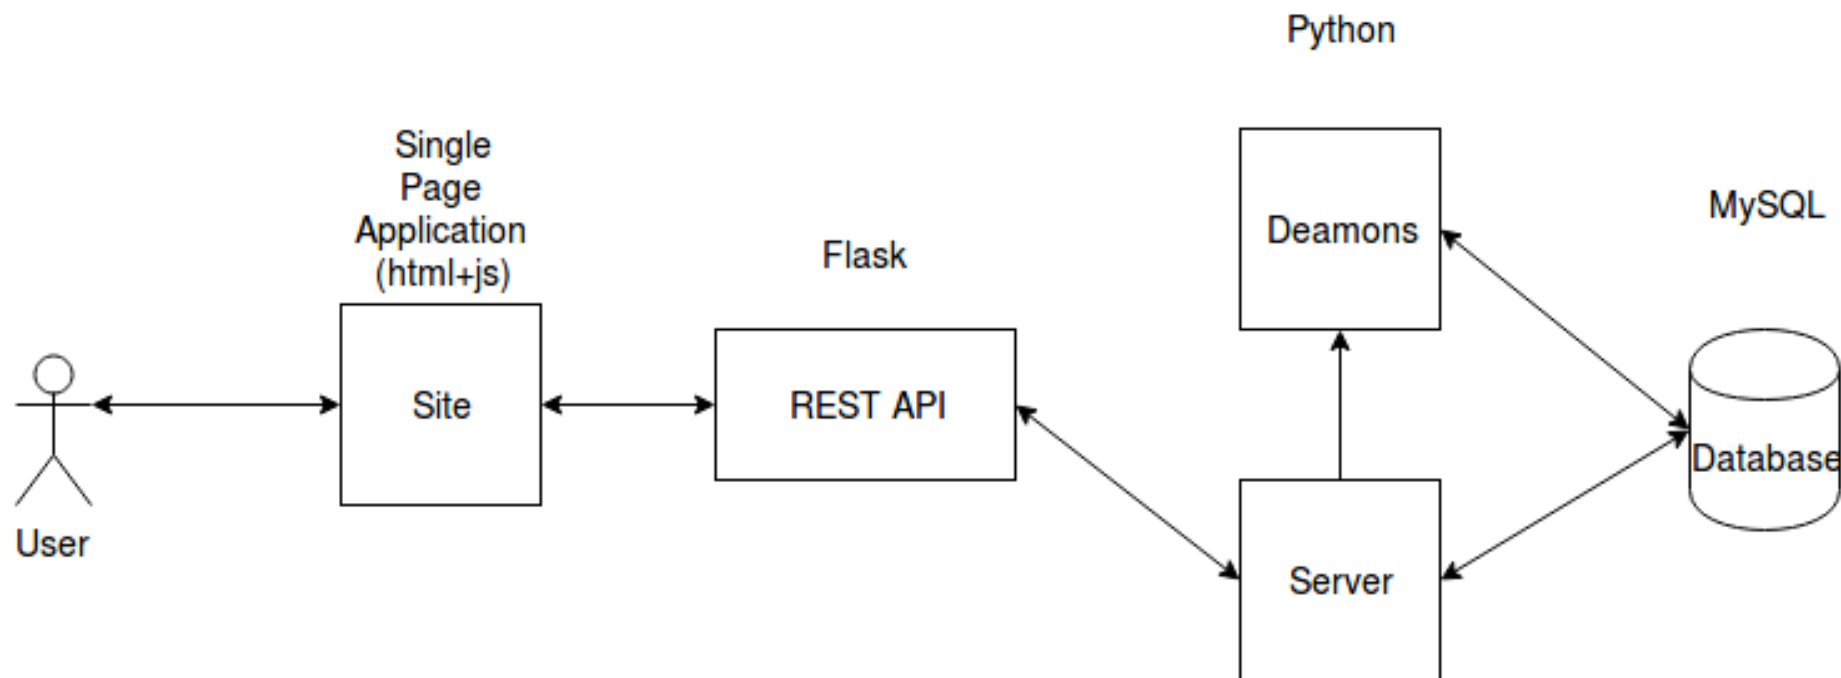 Python
Single
Page
Application
(html+js)
Flask
Deamons
MySQL
Site
REST API
Database
User
Server